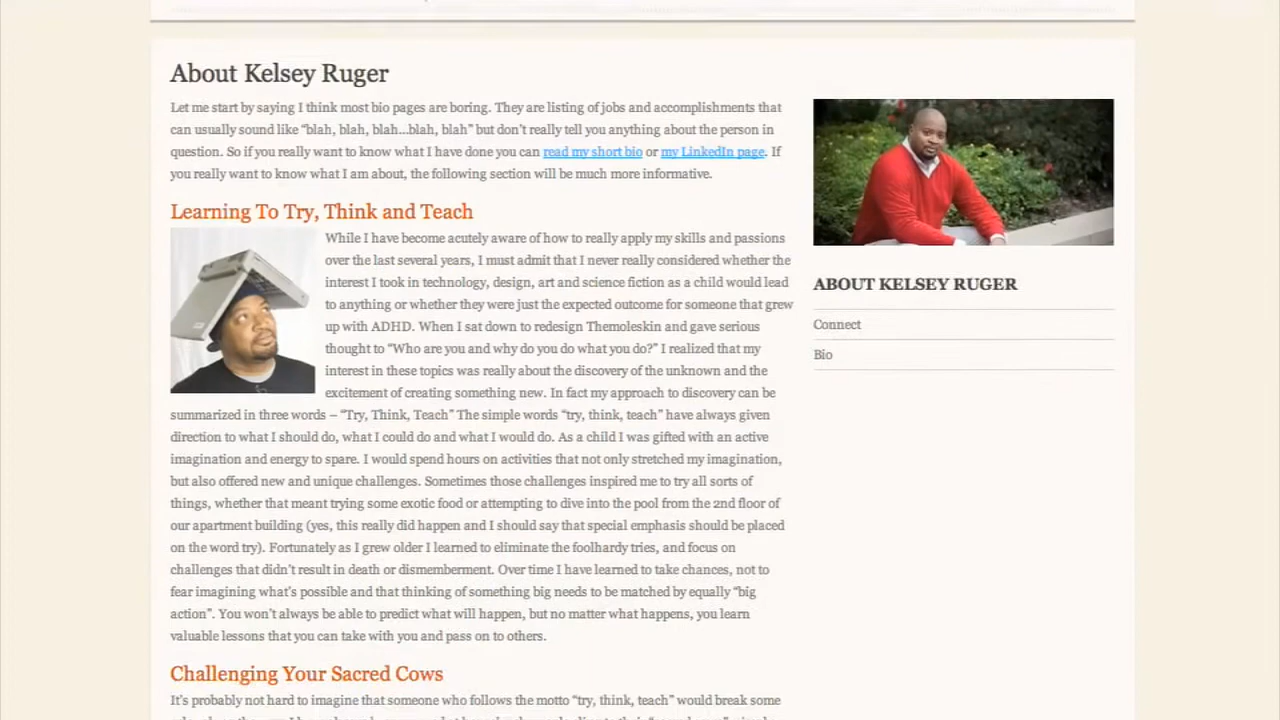 About Kelsey Ruger
Let me start by saying I think most bio pages are boring. They are listing of jobs and accomplishments that
can usually sound like “blah, blah, blah...blah, blah” but don’t really tell you anything about the person in
question. So if you really want to know what I have done you can read my short bio or my LinkedIn page. If
you really want to know what I am about, the following section will be much more informative.
Learning To Try, Think and Teach
While I have become acutely aware of how to really apply my skills and passions
over the last several years, I must admit that I never really considered whether the
interest I took in technology, design, art and science fiction as a child would lead
to anything or whether they were just the expected outcome for someone that grew
up with ADHD. When I sat down to redesign Themoleskin and gave serious
thought to “Who are you and why do you do what you do?” I realized that my
interest in these topics was really about the discovery of the unknown and the
excitement of creating something new. In fact my approach to discovery can be
summarized in three words – “Try, Think, Teach” The simple words “try, think, teach” have always given
direction to what I should do, what I could do and what I would do. As a child I was gifted with an active
imagination and energy to spare. I would spend hours on activities that not only stretched my imagination,
but also offered new and unique challenges. Sometimes those challenges inspired me to try all sorts of
things, whether that meant trying some exotic food or attempting to dive into the pool from the 2nd floor of
our apartment building (yes, this really did happen and I should say that special emphasis should be placed
on the word try). Fortunately as I grew older I learned to eliminate the foolhardy tries, and focus on
challenges that didn’t result in death or dismemberment. Over time I have learned to take chances, not to
fear imagining what’s possible and that thinking of something big needs to be matched by equally “big
action”. You won’t always be able to predict what will happen, but no matter what happens, you learn
valuable lessons that you can take with you and pass on to others.
Challenging Your Sacred Cows
It’s probably not hard to imagine that someone who follows the motto “try, think, teach” would break some
ABOUT KELSEY RUGER
Connect
Bio